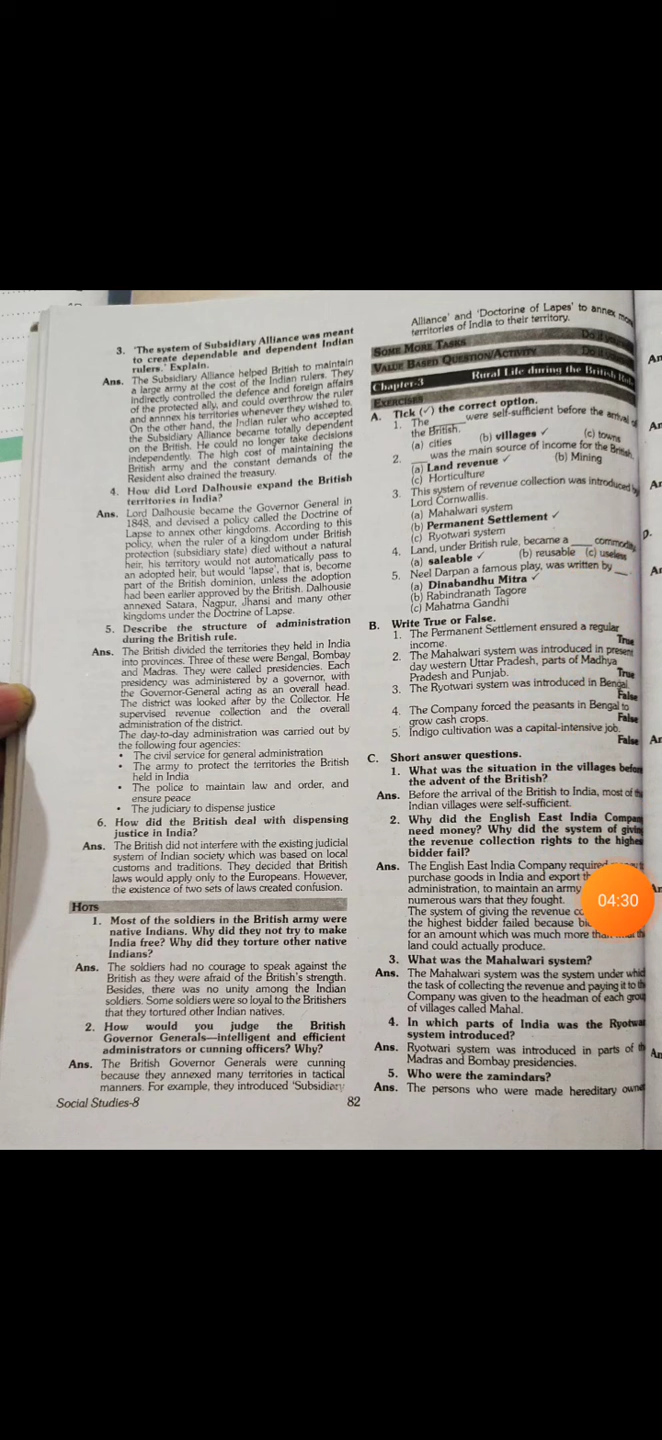 3. 'The system of Subsidiary Alliance was meant
to create dependable and dependent Indian
rulers.' Explain.
Ans. The Subsidiary Alliance helped British to maintain
a large army at the cost of the Indian rulers. They
indirectly controlled the defence and foreign affairs
of the protected ally, and could overthrow the ruler
and annnex his territories whenever they wished to.
On the other hand, the Indian ruler who accepted
the Subsidiary Alliance became totally dependent
on the British. He could no longer take decisions
independently. The high cost of maintaining the
British army and the constant demands of the
Resident also drained the treasury.
4. How did Lord Dalhousie expand the British
territories in India?
Ans. Lord Dalhousie became the Governor General in
1848, and devised a policy called the Doctrine of
Lapse to annex other kingdoms. According to this
policy, when the ruler of a kingdom under British
protection (subsidiary state) died without a natural
heir, his territory would not automatically pass to
an adopted heir, but would 'lapse', that is, become
part of the British dominion, unless the adoption
had been earlier approved by the British. Dalhousie
annexed Satara, Nagpur, Jhansi and many other
kingdoms under the Doctrine of Lapse.
5. Describe the structure of administration
during the British rule.
Ans. The British divided the territories they held in India
into provinces. Three of these were Bengal, Bombay
and Madras. They were called presidencies. Each
presidency was administered by a governor, with
the Governor-General acting as an overall head.
The district was looked after by the Collector. He
supervised revenue collection and the overall
administration of the district.
The day-to-day administration was carried out by
the following four agencies:
• The civil service for general administration
• The army to protect the territories the British
held in India
• The police to maintain law and order, and
ensure peace
• The judiciary to dispense justice
6. How did the British deal with dispensing
justice in India?
Ans. The British did not interfere with the existing judicial
system of Indian society which was based on local
customs and traditions. They decided that British
laws would apply only to the Europeans. However,
the existence of two sets of laws created confusion.
HOTS
1. Most of the soldiers in the British army were
native Indians. Why did they not try to make
India free? Why did they torture other native
Indians?
Ans. The soldiers had no courage to speak against the
British as they were afraid of the British's strength.
Besides, there was no unity among the Indian
soldiers. Some soldiers were so loyal to the Britishers
that they tortured other Indian natives.
2. How would you judge the British
Governor Generals—intelligent and efficient
administrators or cunning officers? Why?
Ans. The British Governor Generals were cunning
because they annexed many territories in tactical
manners. For example, they introduced 'Subsidiary
Social Studies-8
82
Alliance' and 'Doctorine of Lapes' to annex more
territories of India to their territory.
SOME MORE TASKS Do it
VALUE BASED QUESTION/ACTIVITY Do it
Chapter-3 Rural Life during the British
EXERCISES
A. Tick (✓) the correct option.
1. The ____ were self-sufficient before the arrival of
the British.
(a) cities (b) villages ✓ (c) towns
2. ____ was the main source of income for the British.
(a) Land revenue ✓ (b) Mining
(c) Horticulture
3. This system of revenue collection was introduced by
Lord Cornwallis.
(a) Mahalwari system
(b) Permanent Settlement ✓
(c) Ryotwari system
4. Land, under British rule, became a ____ commodity.
(a) saleable ✓ (b) reusable (c) useless
5. Neel Darpan a famous play, was written by ____.
(a) Dinabandhu Mitra ✓
(b) Rabindranath Tagore
(c) Mahatma Gandhi
B. Write True or False.
1. The Permanent Settlement ensured a regular
income. True
2. The Mahalwari system was introduced in present
day western Uttar Pradesh, parts of Madhya
Pradesh and Punjab. True
3. The Ryotwari system was introduced in Bengal.
False
4. The Company forced the peasants in Bengal to
grow cash crops. False
5. Indigo cultivation was a capital-intensive job.
False
C. Short answer questions.
1. What was the situation in the villages before
the advent of the British?
Ans. Before the arrival of the British to India, most of the
Indian villages were self-sufficient.
2. Why did the English East India Company
need money? Why did the system of giving
the revenue collection rights to the highest
bidder fail?
Ans. The English East India Company required
purchase goods in India and export
administration, to maintain an army
numerous wars that they fought.
The system of giving the revenue
the highest bidder failed because
for an amount which was much more
land could actually produce.
3. What was the Mahalwari system?
Ans. The Mahalwari system was the system under which
the task of collecting the revenue and paying it to the
Company was given to the headman of each group
of villages called Mahal.
4. In which parts of India was the Ryotwari
system introduced?
Ans. Ryotwari system was introduced in parts of the
Madras and Bombay presidencies.
5. Who were the zamindars?
Ans. The persons who were made hereditary
04:30